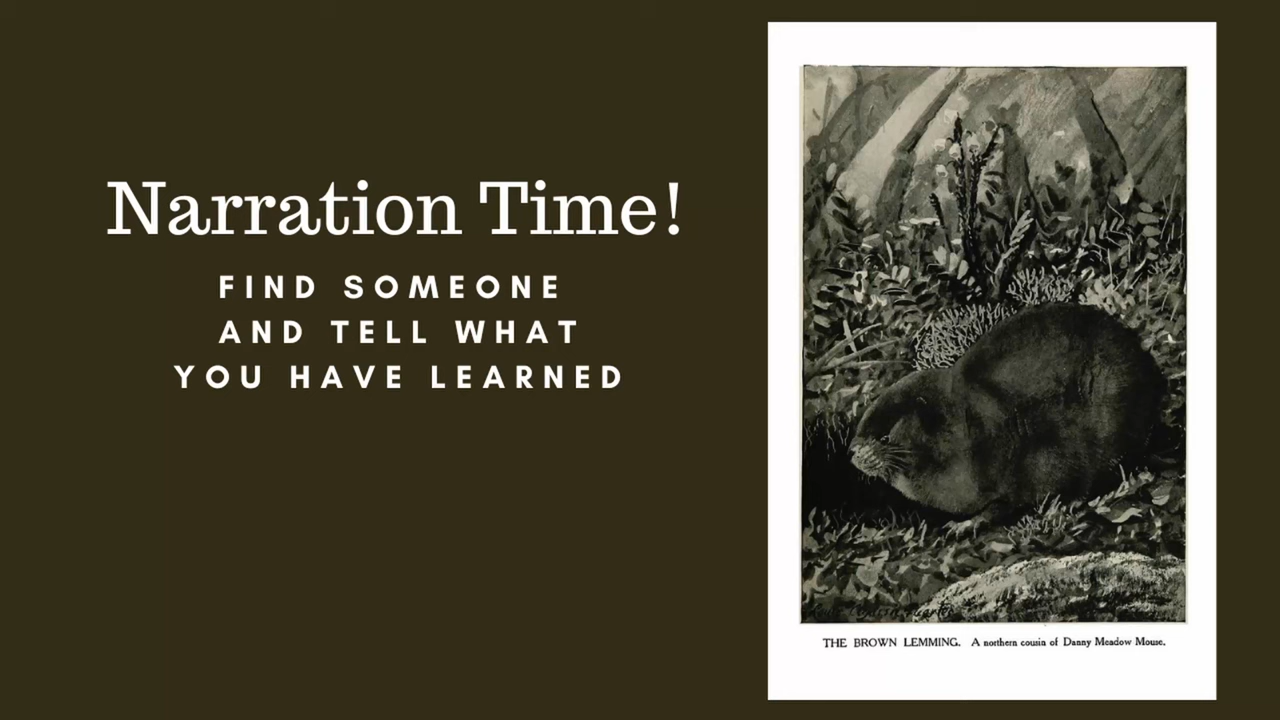 Narration Time!
FIND SOMEONE
AND TELL WHAT
YOU HAVE LEARNED
THE BROWN LEMMING. A northern cousin of Danny Meadow Mouse.